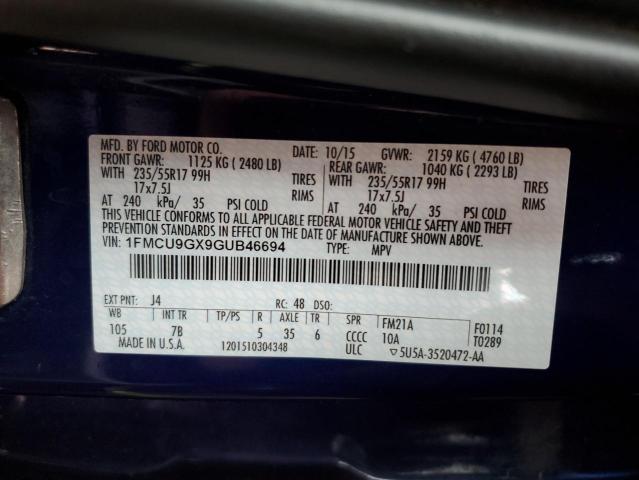 MFD. BY FORD MOTOR CO.
DATE: 10/15 GVWR: 2159 KG ( 4760 LB)
FRONT GAWR: 1125 KG ( 2480 LB) REAR GAWR: 1040 KG ( 2293 LB)
WITH 235/55R17 99H TIRES WITH 235/55R17 99H TIRES
17x7.5J RIMS 17x7.5J RIMS
AT 240 kPa/ 35 PSI COLD AT 240 kPa/ 35 PSI COLD
THIS VEHICLE CONFORMS TO ALL APPLICABLE FEDERAL MOTOR VEHICLE SAFETY AND THEFT
PREVENTION STANDARDS IN EFFECT ON THE DATE OF MANUFACTURE SHOWN ABOVE.
VIN: 1FMCU9GX9GUB46694 TYPE: MPV
EXT PNT: J4 RC: 48 DSO:
WB INT TR TP/PS R AXLE TR SPR FM21A F0114
105 7B 5 35 6 CCCC 10A T0289
MADE IN U.S.A. 1201510304348 ULC ▽5U5A-3520472-AA